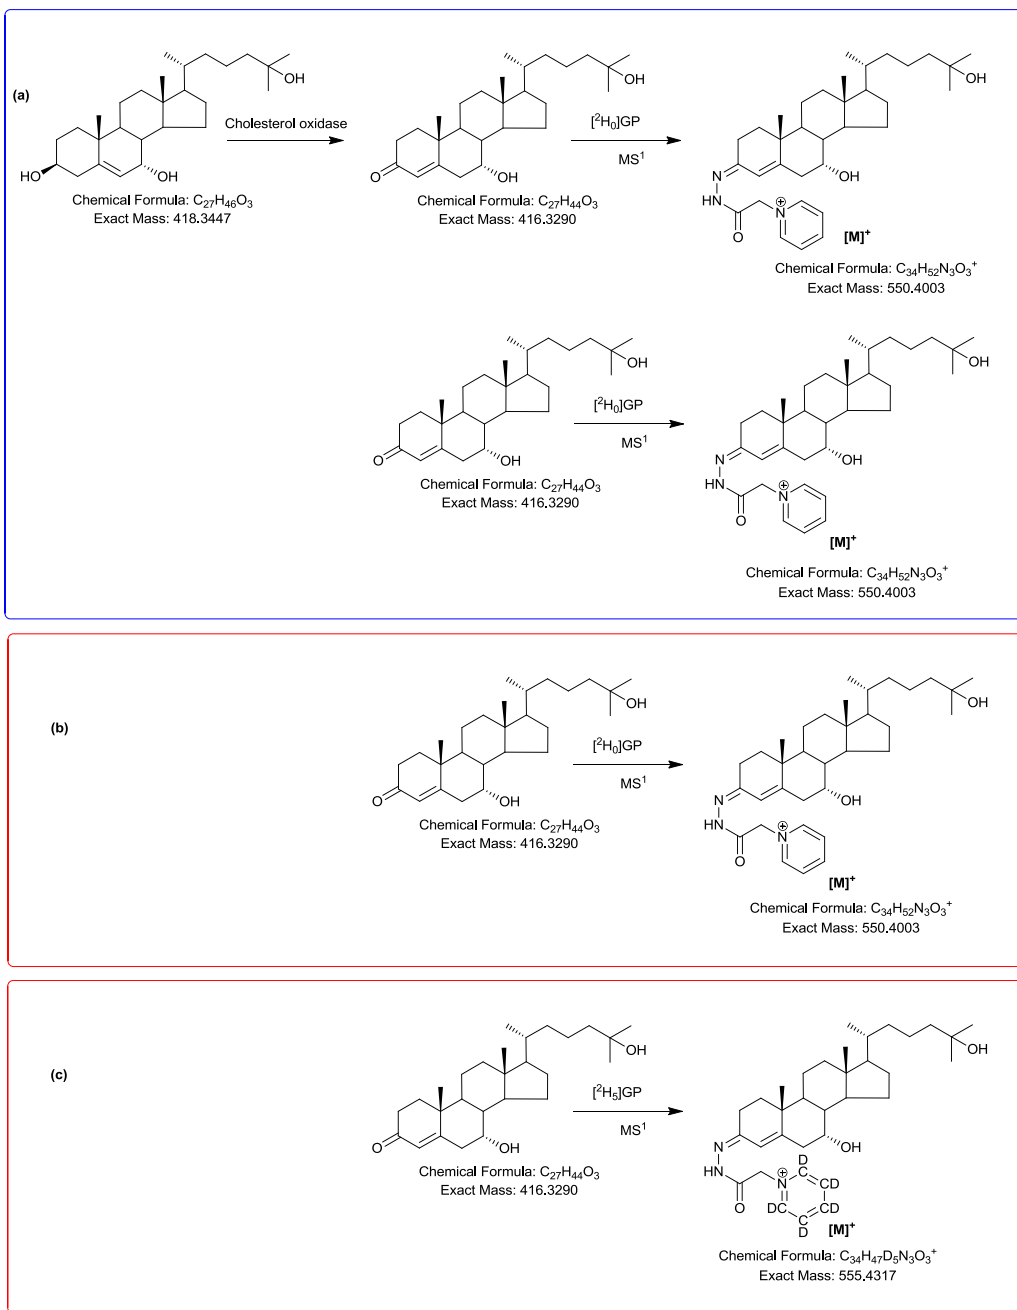 (a)
OH
HO
OH
Chemical Formula: C₂₇H₄₆O₃
Exact Mass: 418.3447
Cholesterol oxidase
OH
O
OH
Chemical Formula: C₂₇H₄₄O₃
Exact Mass: 416.3290
[²H₀]GP
MS¹
OH
OH
N
HN
O
N
+
[M]⁺
Chemical Formula: C₃₄H₅₂N₃O₃⁺
Exact Mass: 550.4003
OH
O
OH
Chemical Formula: C₂₇H₄₄O₃
Exact Mass: 416.3290
[²H₀]GP
MS¹
OH
OH
N
HN
O
N
+
[M]⁺
Chemical Formula: C₃₄H₅₂N₃O₃⁺
Exact Mass: 550.4003
(b)
OH
O
OH
Chemical Formula: C₂₇H₄₄O₃
Exact Mass: 416.3290
[²H₀]GP
MS¹
OH
OH
N
HN
O
N
+
[M]⁺
Chemical Formula: C₃₄H₅₂N₃O₃⁺
Exact Mass: 550.4003
(c)
OH
O
OH
Chemical Formula: C₂₇H₄₄O₃
Exact Mass: 416.3290
[²H₅]GP
MS¹
OH
OH
N
HN
O
N
+
D
C
CD
DC
CD
C
D
[M]⁺
Chemical Formula: C₃₄H₄₇D₅N₃O₃⁺
Exact Mass: 555.4317